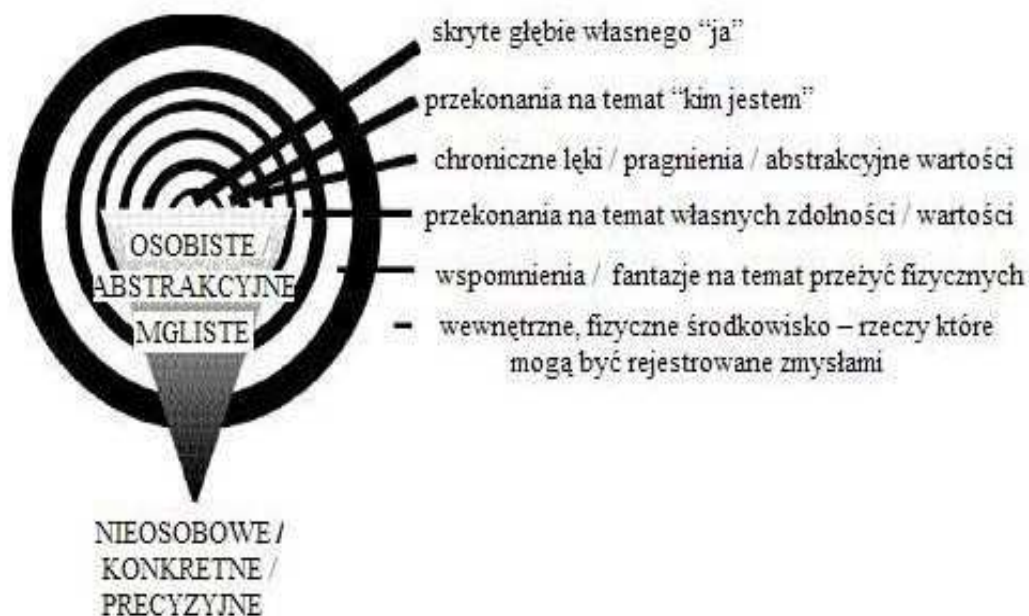 skryte głębie własnego “ja”
przekonania na temat “kim jestem”
chroniczne lęki / pragnienia / abstrakcyjne wartości
przekonania na temat własnych zdolności / wartości
wspomnienia / fantazje na temat przeżyć fizycznych
wewnętrzne, fizyczne środkowisko – rzeczy które
mogą być rejestrowane zmysłami
OSOBISTE /
ABSTRAKCYJNE
MGLISTE
NIEOSOBOWE /
KONKRETNE /
PRECYZYJNE